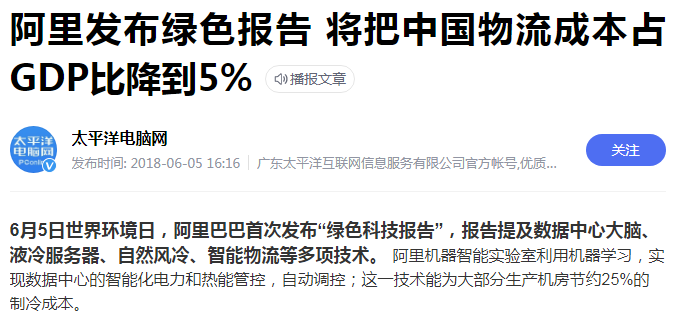 阿里发布绿色报告 将把中国物流成本占
GDP比降到5%
播报文章
太平洋
电脑网
PConline
太平洋电脑网
发布时间: 2018-06-05 16:16
广东太平洋互联网信息服务有限公司官方帐号,优质…
关注
6月5日世界环境日，阿里巴巴首次发布“绿色科技报告”，报告提及数据中心大脑、
液冷服务器、自然风冷、智能物流等多项技术。 阿里机器智能实验室利用机器学习，实
现数据中心的智能化电力和热能管控，自动调控；这一技术能为大部分生产机房节约25%的
制冷成本。